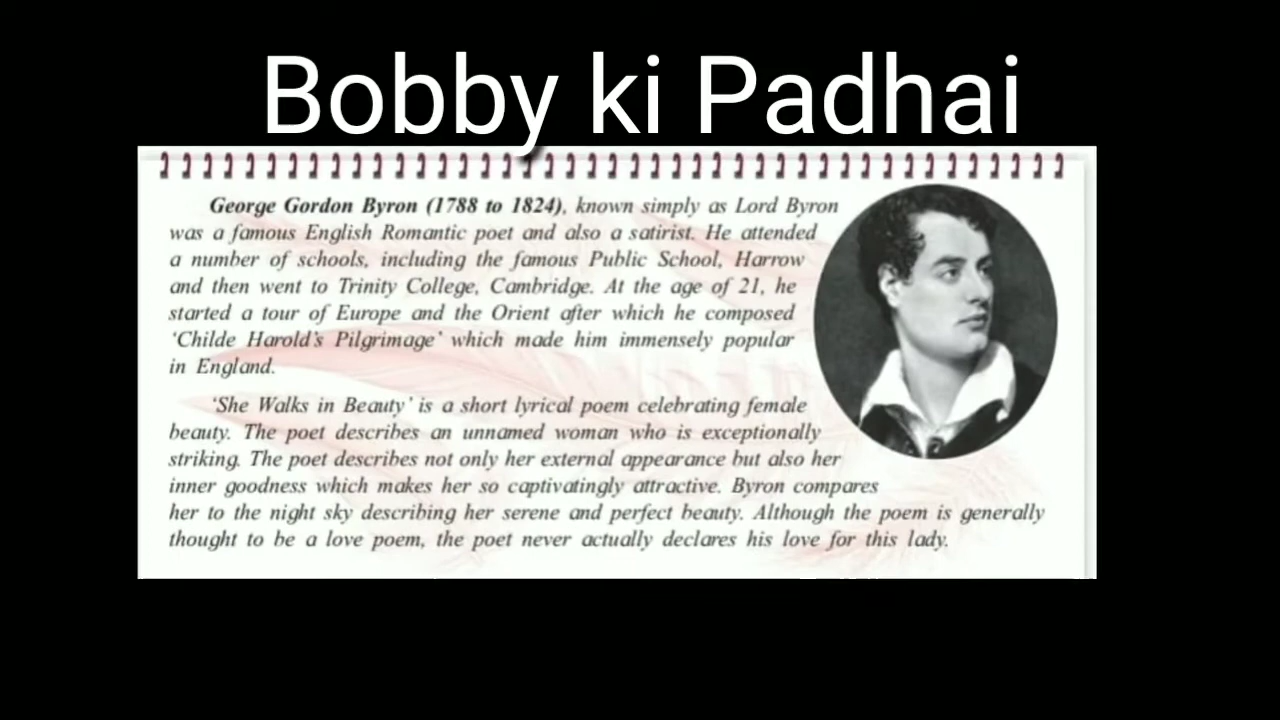 Bobby ki Padhai
George Gordon Byron (1788 to 1824), known simply as Lord Byron
was a famous English Romantic poet and also a satirist. He attended
a number of schools, including the famous Public School, Harrow
and then went to Trinity College, Cambridge. At the age of 21, he
started a tour of Europe and the Orient after which he composed
‘Childe Harold’s Pilgrimage’ which made him immensely popular
in England.
‘She Walks in Beauty’ is a short lyrical poem celebrating female
beauty. The poet describes an unnamed woman who is exceptionally
striking. The poet describes not only her external appearance but also her
inner goodness which makes her so captivatingly attractive. Byron compares
her to the night sky describing her serene and perfect beauty. Although the poem is generally
thought to be a love poem, the poet never actually declares his love for this lady.